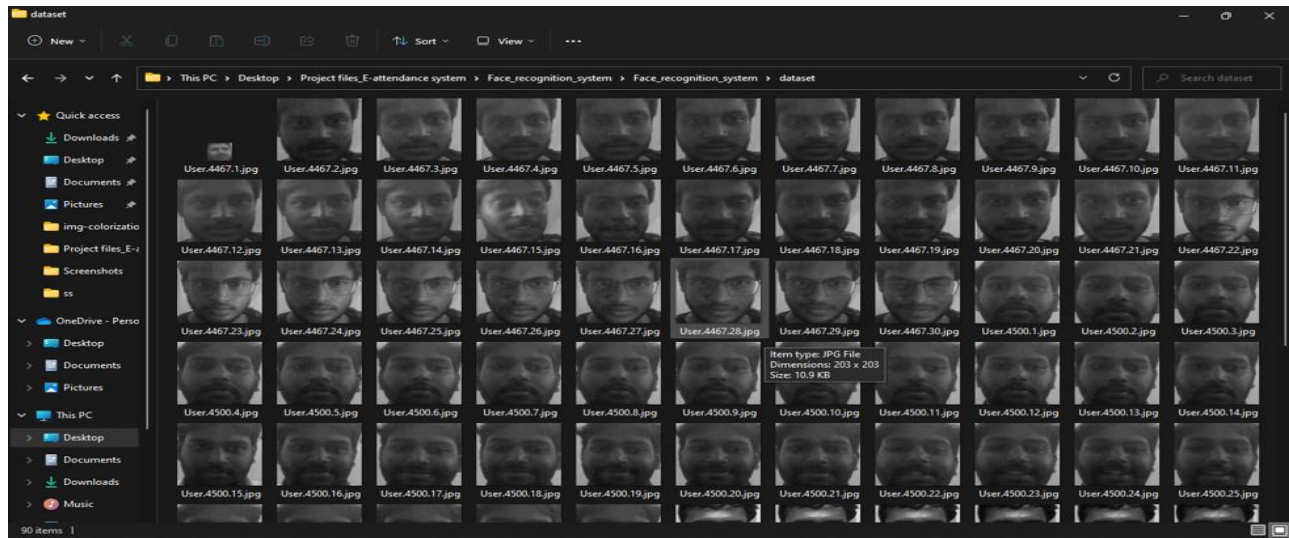 dataset
New
Sort
View
This PC > Desktop > Project files_E-attendance system > Face_recognition_system > Face_recognition_system > dataset
Search dataset
Quick access
Downloads
Desktop
Documents
Pictures
img-colorizatio
Project files_E-a
Screenshots
ss
OneDrive - Perso
Desktop
Documents
Pictures
This PC
Desktop
Documents
Downloads
Music
User.4467.1.jpg User.4467.2.jpg User.4467.3.jpg User.4467.4.jpg User.4467.5.jpg User.4467.6.jpg User.4467.7.jpg User.4467.8.jpg User.4467.9.jpg User.4467.10.jpg User.4467.11.jpg
User.4467.12.jpg User.4467.13.jpg User.4467.14.jpg User.4467.15.jpg User.4467.16.jpg User.4467.17.jpg User.4467.18.jpg User.4467.19.jpg User.4467.20.jpg User.4467.21.jpg User.4467.22.jpg
User.4467.23.jpg User.4467.24.jpg User.4467.25.jpg User.4467.26.jpg User.4467.27.jpg User.4467.28.jpg User.4467.29.jpg User.4467.30.jpg User.4500.1.jpg User.4500.2.jpg User.4500.3.jpg
Item type: JPG File
Dimensions: 203 x 203
Size: 10.9 KB
User.4500.4.jpg User.4500.5.jpg User.4500.6.jpg User.4500.7.jpg User.4500.8.jpg User.4500.9.jpg User.4500.10.jpg User.4500.11.jpg User.4500.12.jpg User.4500.13.jpg User.4500.14.jpg
User.4500.15.jpg User.4500.16.jpg User.4500.17.jpg User.4500.18.jpg User.4500.19.jpg User.4500.20.jpg User.4500.21.jpg User.4500.22.jpg User.4500.23.jpg User.4500.24.jpg User.4500.25.jpg
90 items